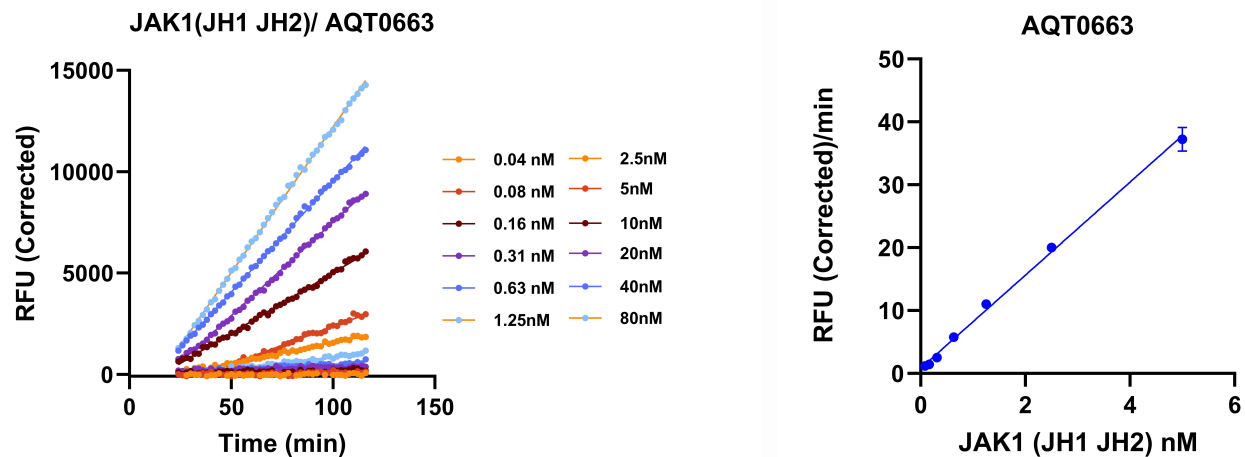 JAK1(JH1 JH2)/ AQT0663
RFU (Corrected)
15000
10000
5000
0
0 50 100 150
Time (min)
0.04 nM 2.5nM
0.08 nM 5nM
0.16 nM 10nM
0.31 nM 20nM
0.63 nM 40nM
1.25nM 80nM
AQT0663
RFU (Corrected)/min
50
40
30
20
10
0
0 2 4 6
JAK1 (JH1 JH2) nM